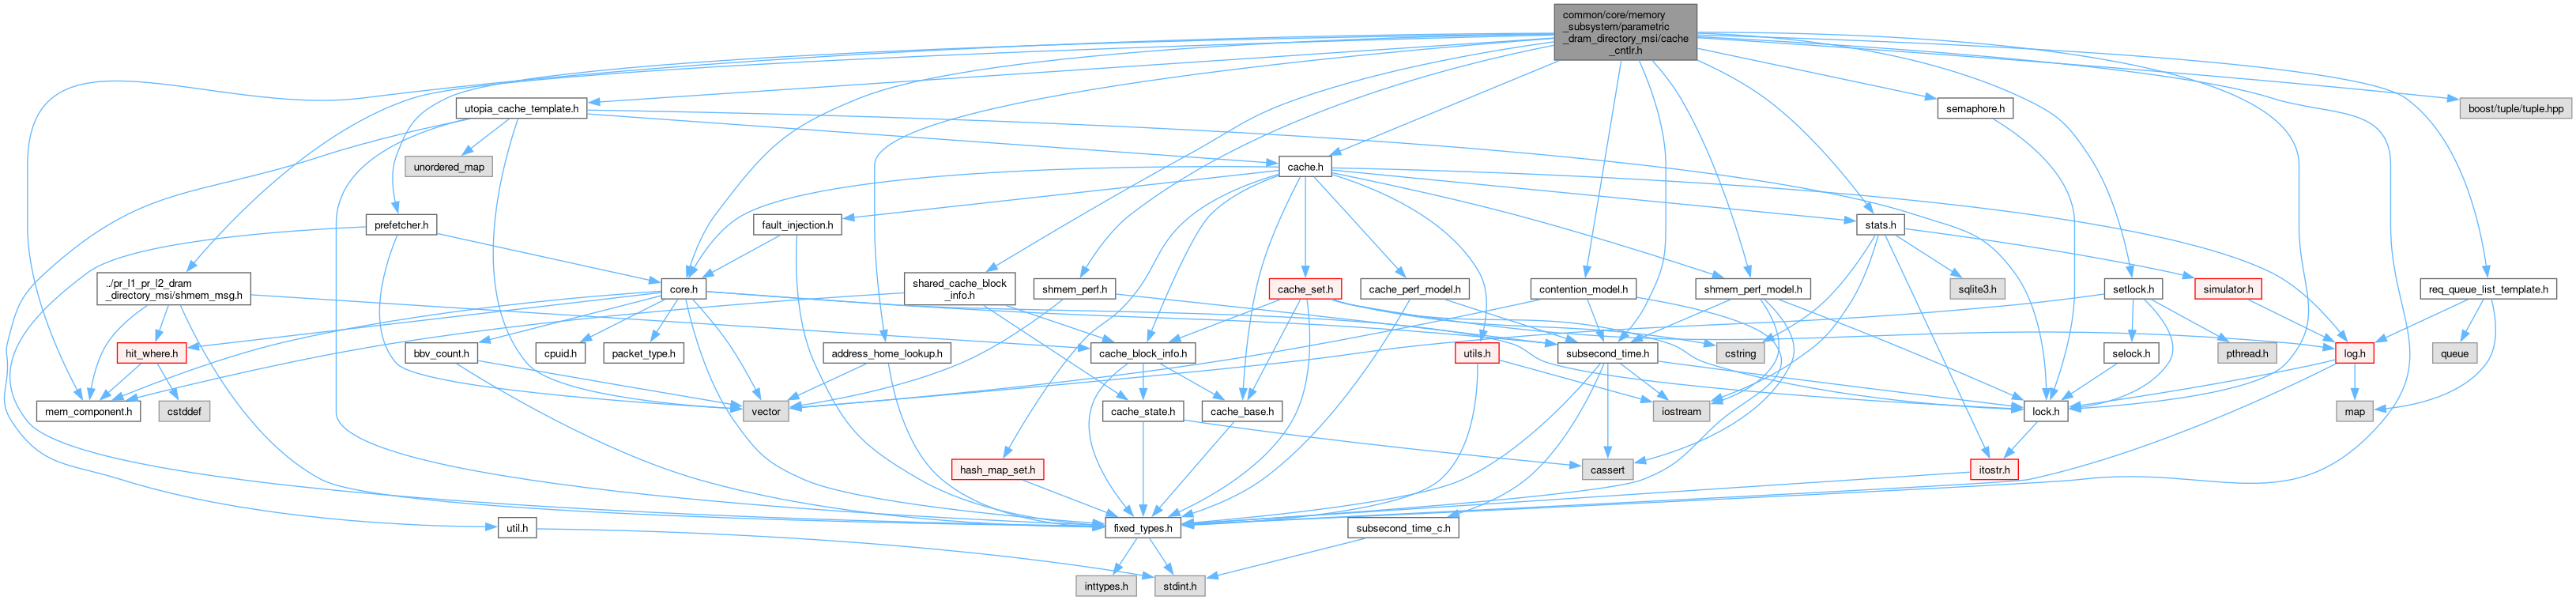 common/core/memory
_subsystem/parametric
_dram_directory_msi/cache
_cntlr.h
utopia_cache_template.h
semaphore.h
boost/tuple/tuple.hpp
unordered_map
cache.h
prefetcher.h
fault_injection.h
stats.h
../pr_l1_pr_l2_dram
_directory_msi/shmem_msg.h
core.h
shared_cache_block
_info.h
shmem_perf.h
cache_set.h
cache_perf_model.h
contention_model.h
shmem_perf_model.h
sqlite3.h
setlock.h
simulator.h
req_queue_list_template.h
hit_where.h
bbv_count.h
cpuid.h
packet_type.h
address_home_lookup.h
cache_block_info.h
utils.h
subsecond_time.h
cstring
selock.h
pthread.h
log.h
queue
mem_component.h
cstddef
vector
cache_state.h
cache_base.h
iostream
lock.h
map
hash_map_set.h
cassert
itostr.h
util.h
fixed_types.h
subsecond_time_c.h
inttypes.h
stdint.h